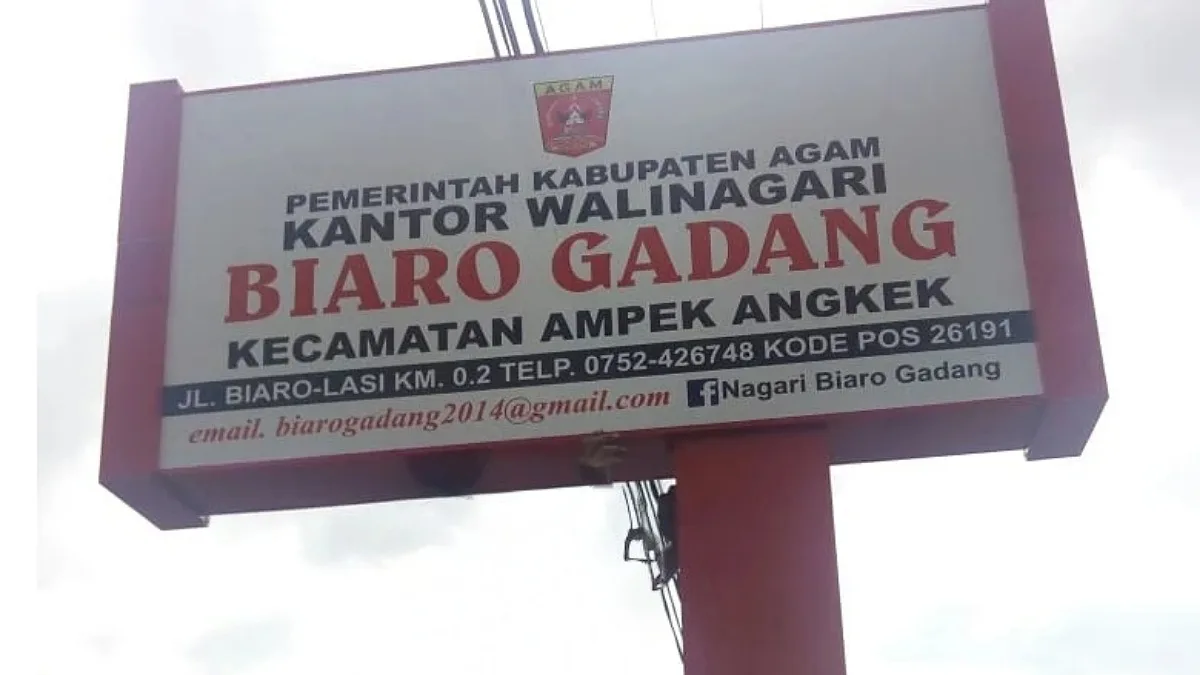 AGAM
PEMERINTAH KABUPATEN AGAM
KANTOR WALINAGARI
BIARO GADANG
KECAMATAN AMPEK ANGKEK
JL. BIARO-LASI KM. 0.2 TELP. 0752-426748 KODE POS 26191
email. biarogadang2014@gmail.com f Nagari Biaro Gadang